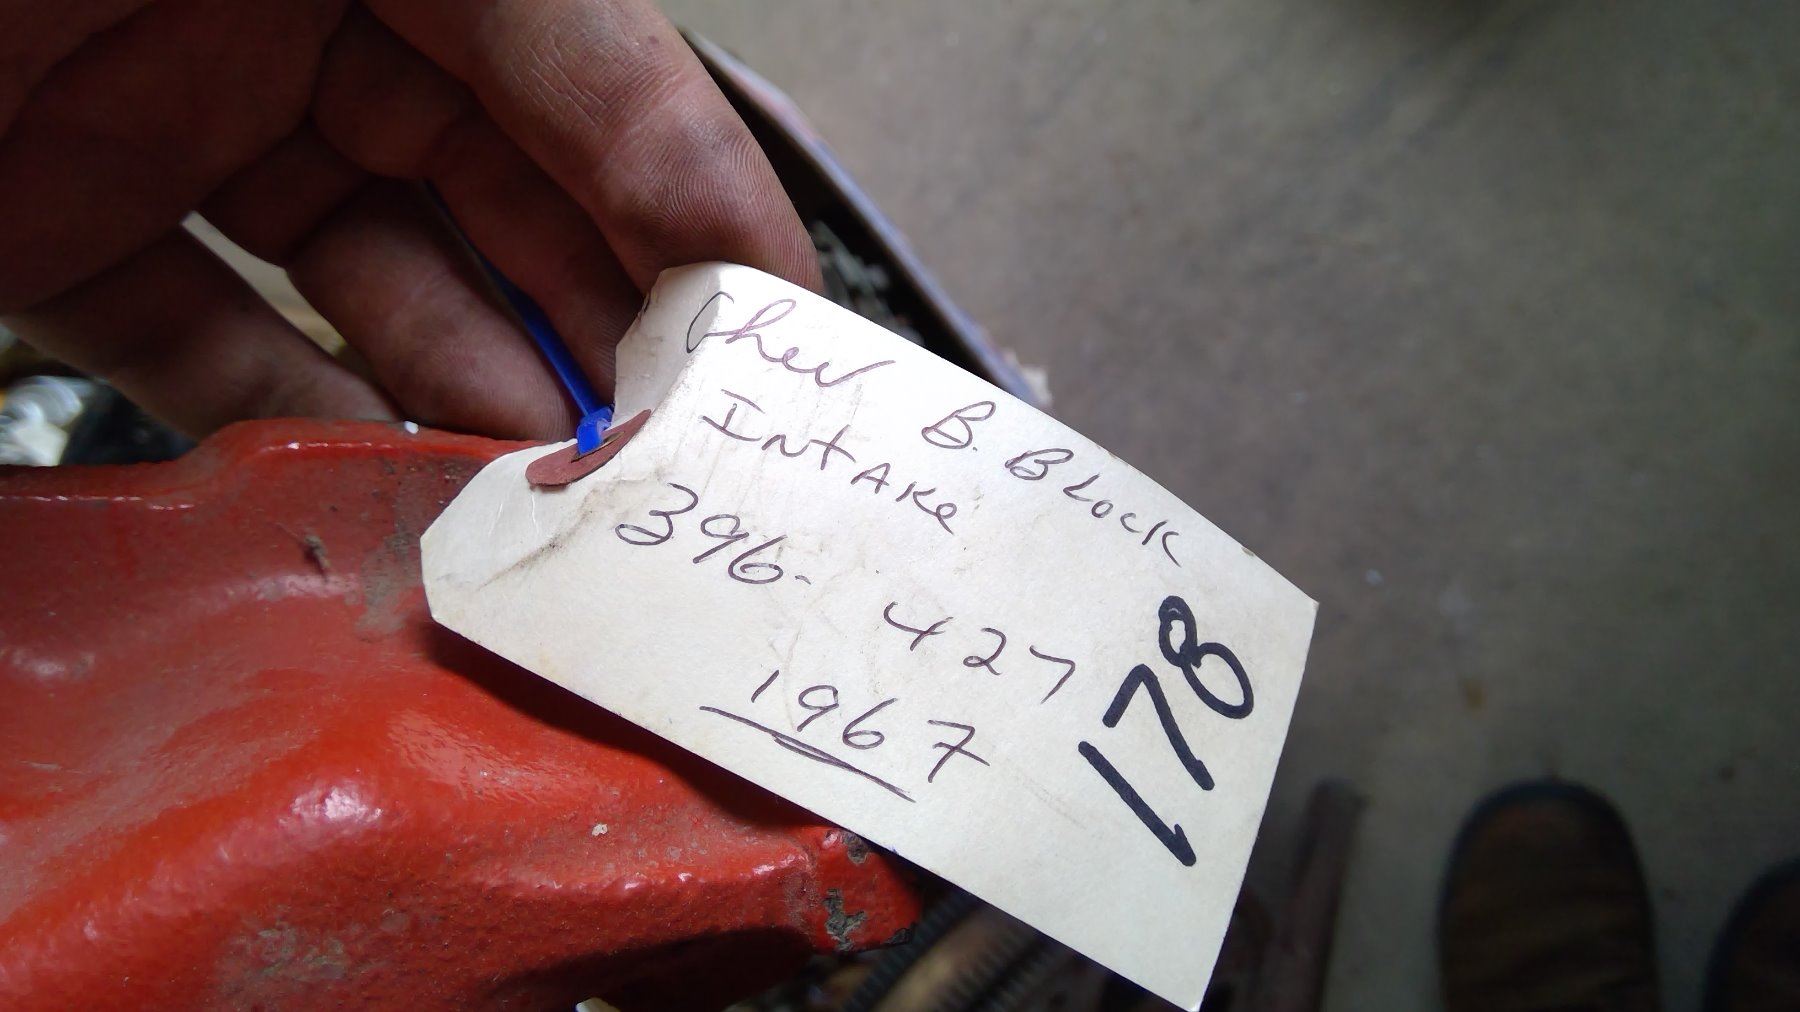 Chev B. Block
Intake
396- 427
1967
178